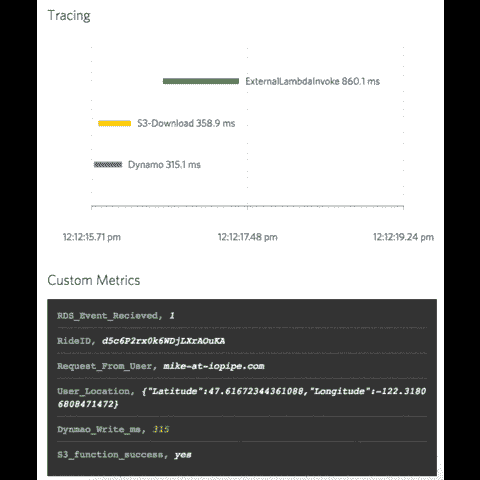 Tracing
ExternalLambdaInvoke 860.1 ms
S3-Download 358.9 ms
Dynamo 315.1 ms
12:12:15.71 pm 12:12:17.48 pm 12:12:19.24 pm
Custom Metrics
RDS_Event_Recieved, 1
RideID, d5c6P2rx0k6WDjLXrAOuKA
Request_From_User, mike-at-iopipe.com
User_Location, {"Latitude":47.61672344361088,"Longitude":-122.3180
6808471472}
Dynmao_Write_ms, 315
S3_function_success, yes